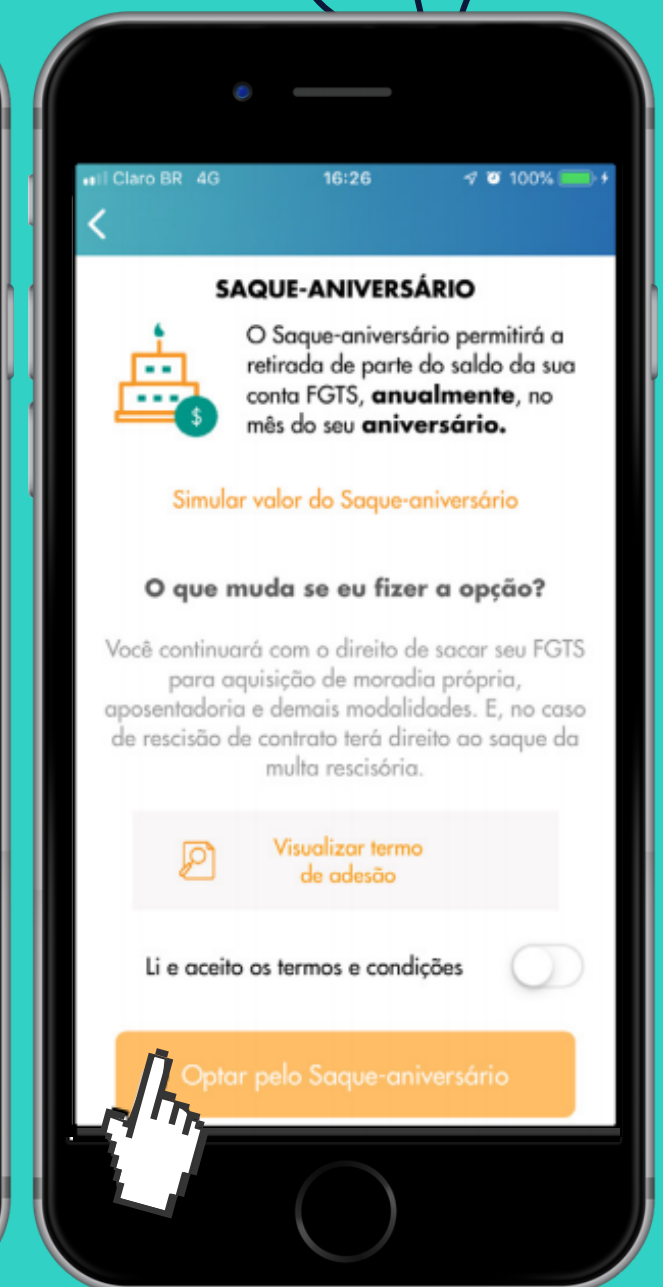 Claro BR 4G 16:26 100%
SAQUE-ANIVERSÁRIO
O Saque-aniversário permitirá a
retirada de parte do saldo da sua
conta FGTS, anualmente, no
mês do seu aniversário.
$
Simular valor do Saque-aniversário
O que muda se eu fizer a opção?
Você continuará com o direito de sacar seu FGTS
para aquisição de moradia própria,
aposentadoria e demais modalidades. E, no caso
de rescisão de contrato terá direito ao saque da
multa rescisória.
Visualizar termo
de adesão
Li e aceito os termos e condições
Optar pelo Saque-aniversário